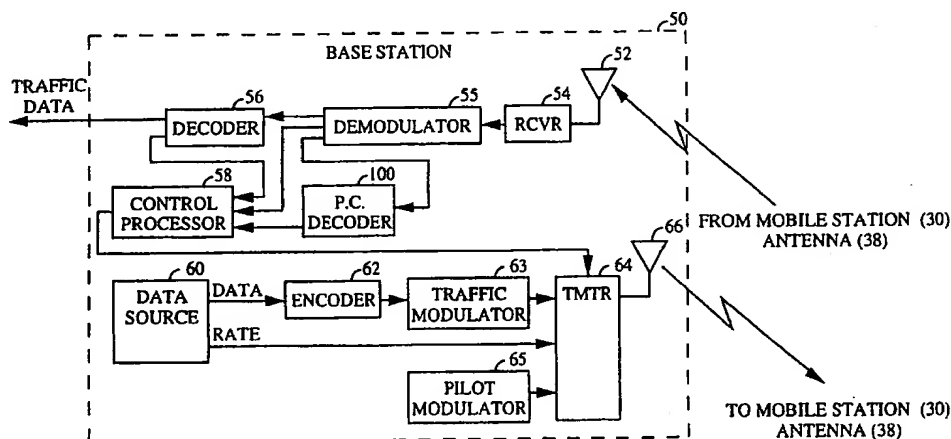 50
BASE STATION
52
TRAFFIC
DATA
56
DECODER
55
DEMODULATOR
54
RCVR
58
CONTROL
PROCESSOR
100
P.C.
DECODER
FROM MOBILE STATION (30)
ANTENNA (38)
66
60
DATA
SOURCE
DATA
RATE
62
ENCODER
63
TRAFFIC
MODULATOR
64
TMTR
65
PILOT
MODULATOR
TO MOBILE STATION (30)
ANTENNA (38)